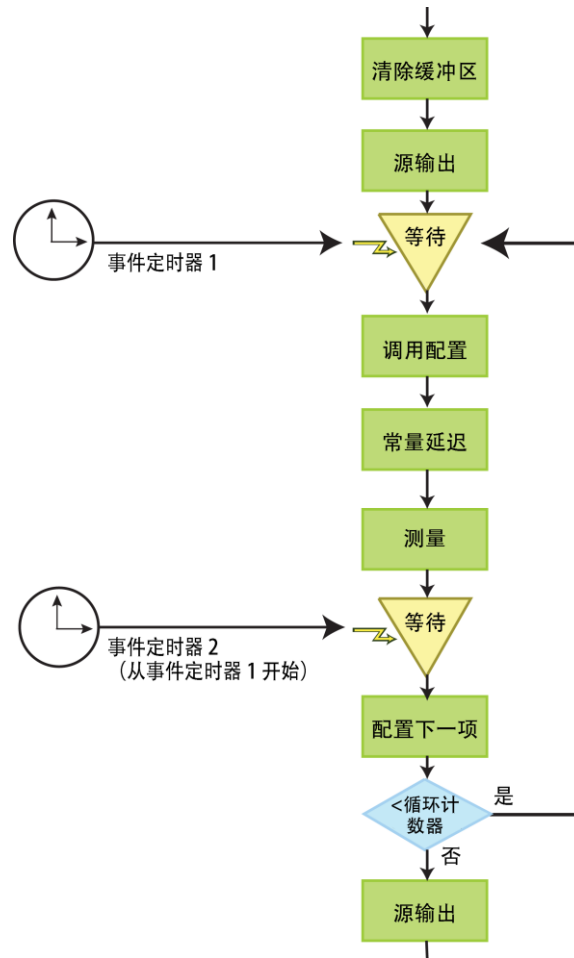 清除缓冲区
源输出
等待
事件定时器 1
调用配置
常量延迟
测量
等待
事件定时器 2
（从事件定时器 1 开始）
配置下一项
<循环计
数器
是
否
源输出